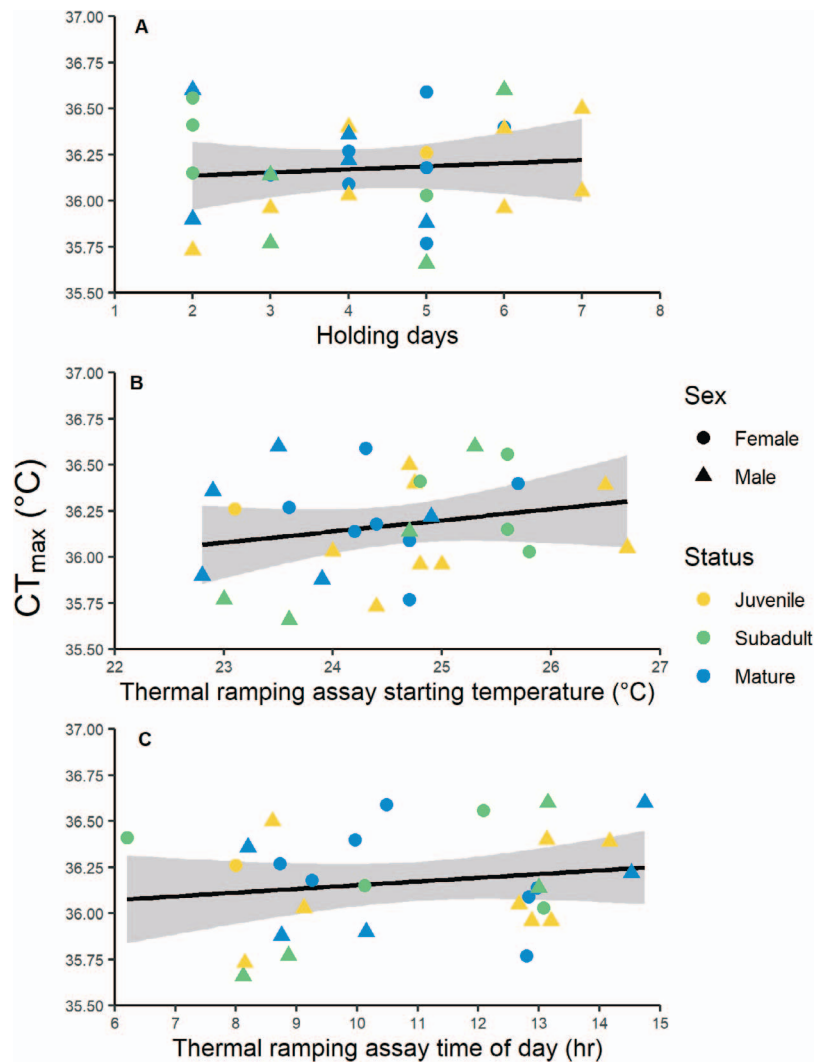 A
37.00
36.75
36.50
36.25
36.00
35.75
35.50
1 2 3 4 5 6 7 8
Holding days
B
37.00
36.75
36.50
36.25
36.00
35.75
35.50
22 23 24 25 26 27
Thermal ramping assay starting temperature (°C)
C
37.00
36.75
36.50
36.25
36.00
35.75
35.50
6 7 8 9 10 11 12 13 14 15
Thermal ramping assay time of day (hr)
CTmax (°C)
Sex
Female
Male
Status
Juvenile
Subadult
Mature